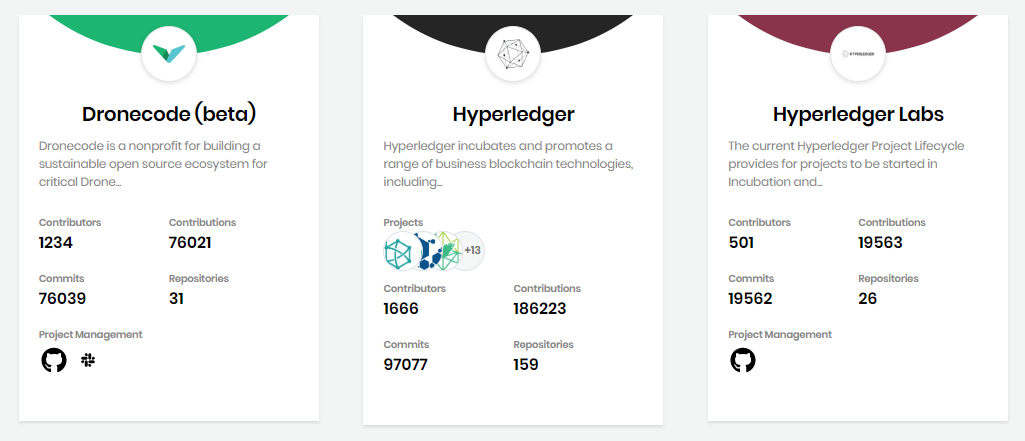 Dronecode (beta)
Dronecode is a nonprofit for building a
sustainable open source ecosystem for
critical Drone...
Contributors Contributions
1234 76021
Commits Repositories
76039 31
Project Management
Hyperledger
Hyperledger incubates and promotes a
range of business blockchain technologies,
including...
Projects
+13
Contributors Contributions
1666 186223
Commits Repositories
97077 159
HYPERLEDGER
Hyperledger Labs
The current Hyperledger Project Lifecycle
provides for projects to be started in
Incubation and...
Contributors Contributions
501 19563
Commits Repositories
19562 26
Project Management